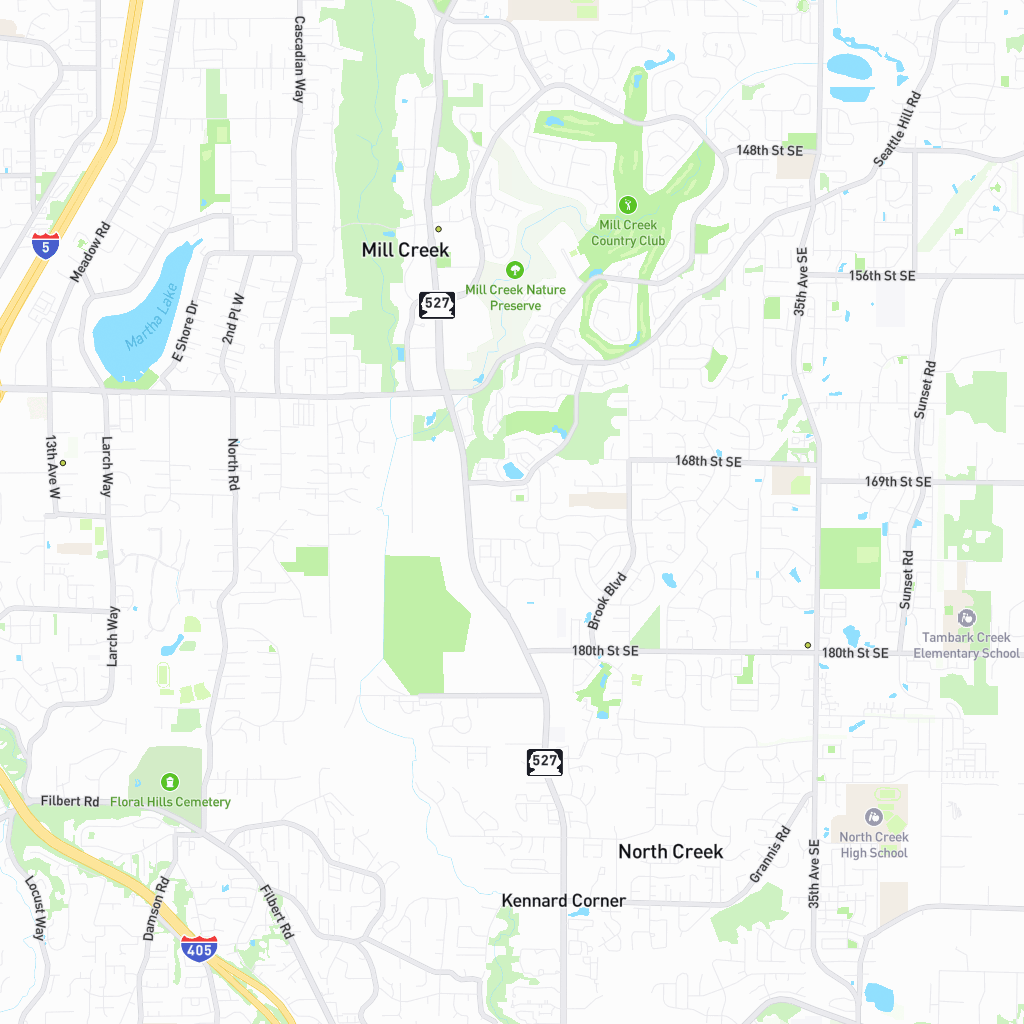 Cascadian Way
Seattle Hill Rd
148th St SE
Mill Creek
Country Club
5
Meadow Rd
Mill Creek
35th Ave SE
156th St SE
Mill Creek Nature
Preserve
527
Martha Lake
E Shore Dr
2nd Pl W
Sunset Rd
13th Ave W
Larch Way
North Rd
168th St SE
169th St SE
Sunset Rd
Brook Blvd
Larch Way
Tambark Creek
Elementary School
180th St SE
180th St SE
527
Floral Hills Cemetery
Filbert Rd
North Creek
High School
North Creek
Grannis Rd
35th Ave SE
Kennard Corner
Locust Way
Damson Rd
Filbert Rd
405